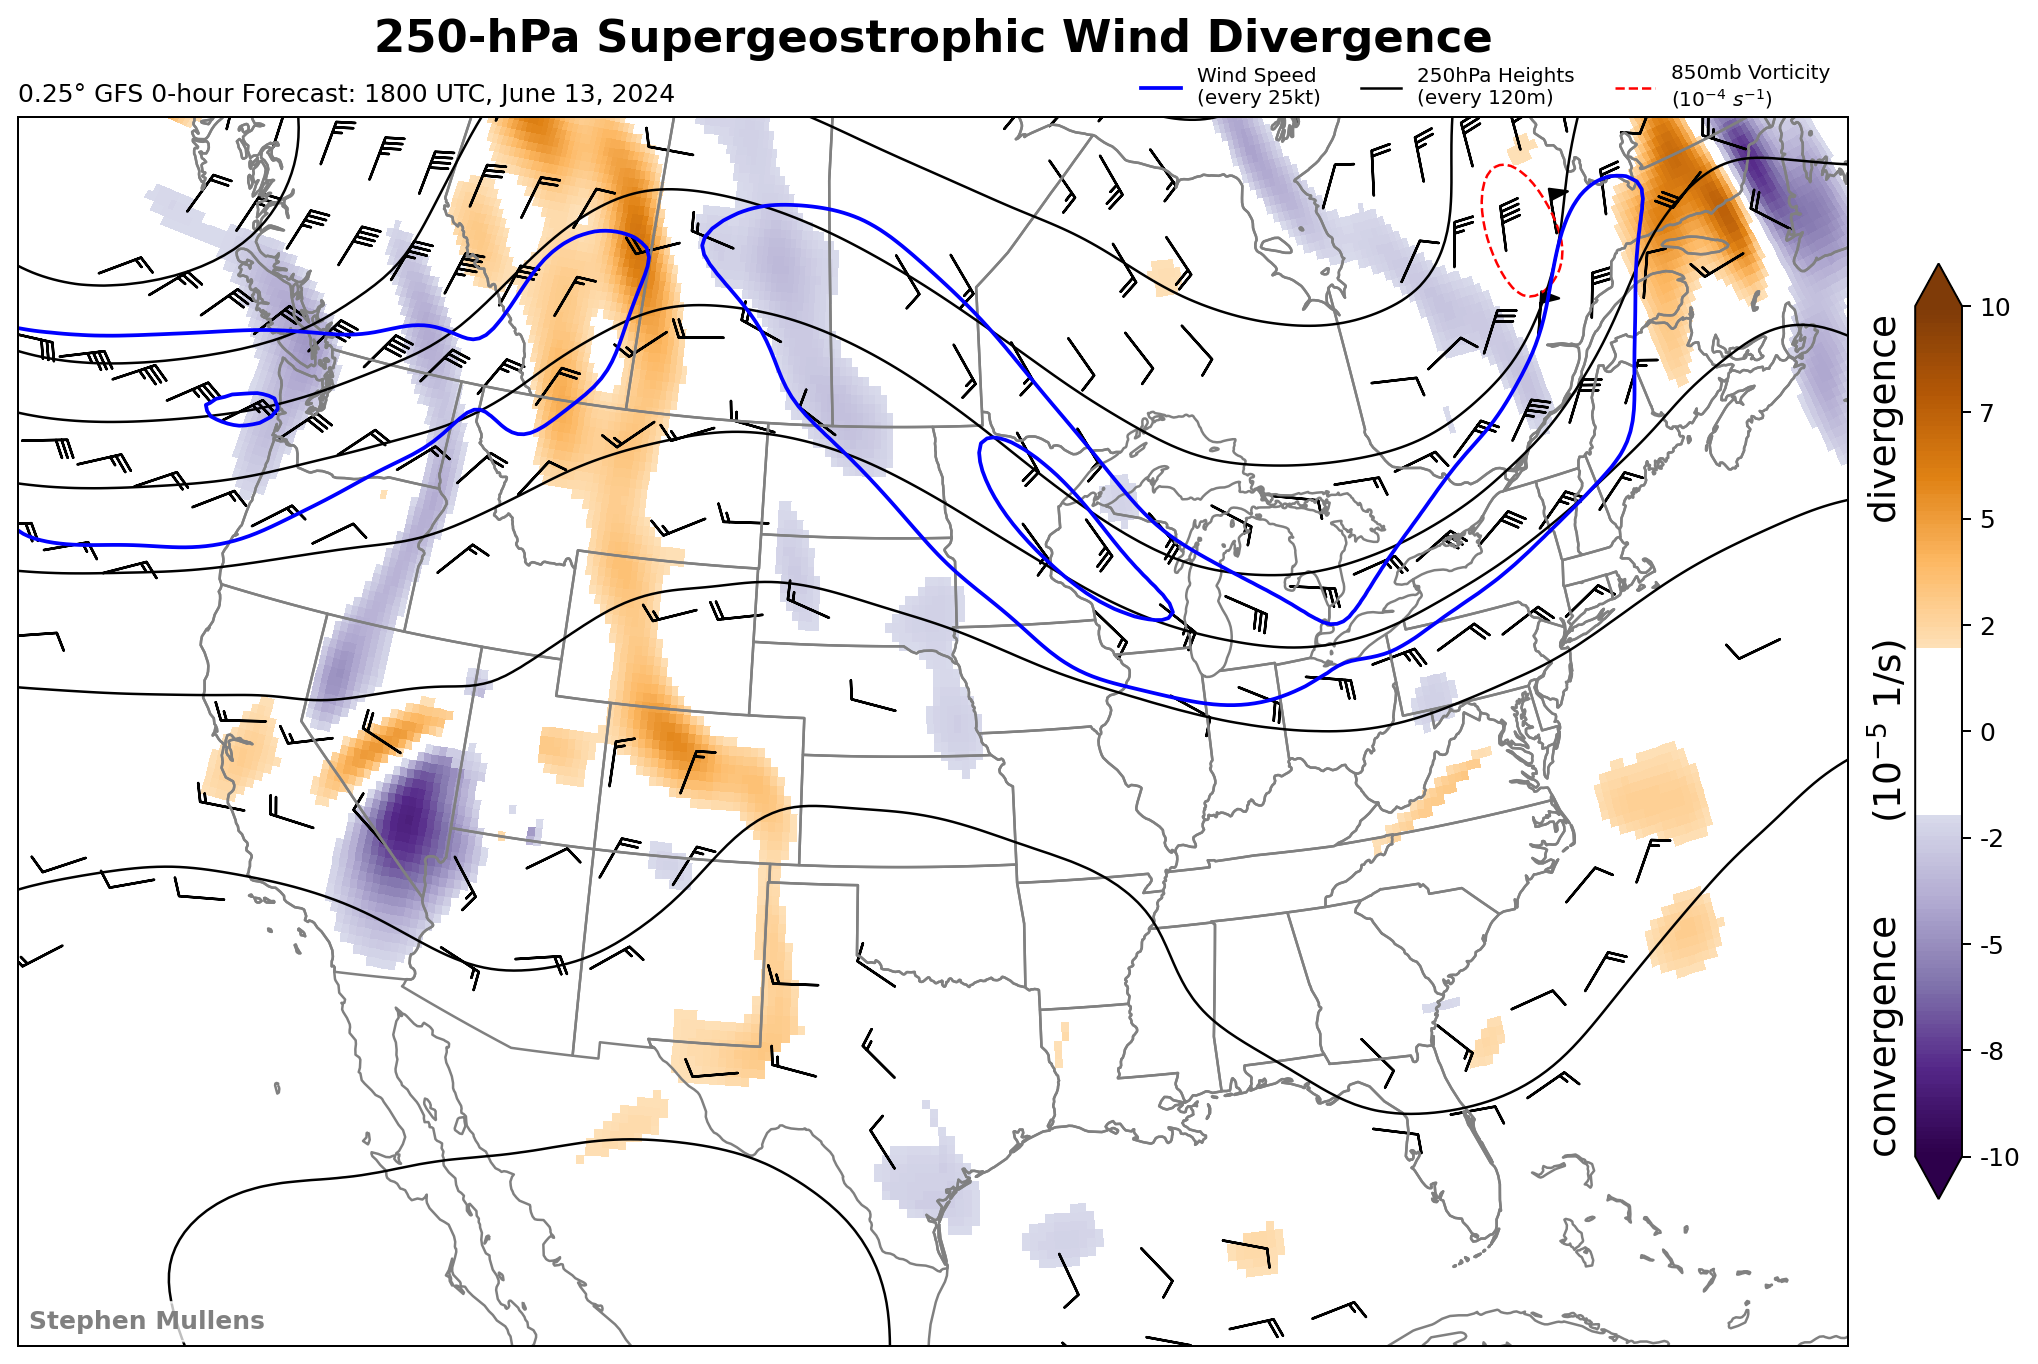 250-hPa Supergeostrophic Wind Divergence
0.25° GFS 0-hour Forecast: 1800 UTC, June 13, 2024
Wind Speed
(every 25kt)
250hPa Heights
(every 120m)
850mb Vorticity
(10⁻⁴ s⁻¹)
10
7
5
2
0
-2
-5
-8
-10
convergence (10⁻⁵ 1/s) divergence
Stephen Mullens